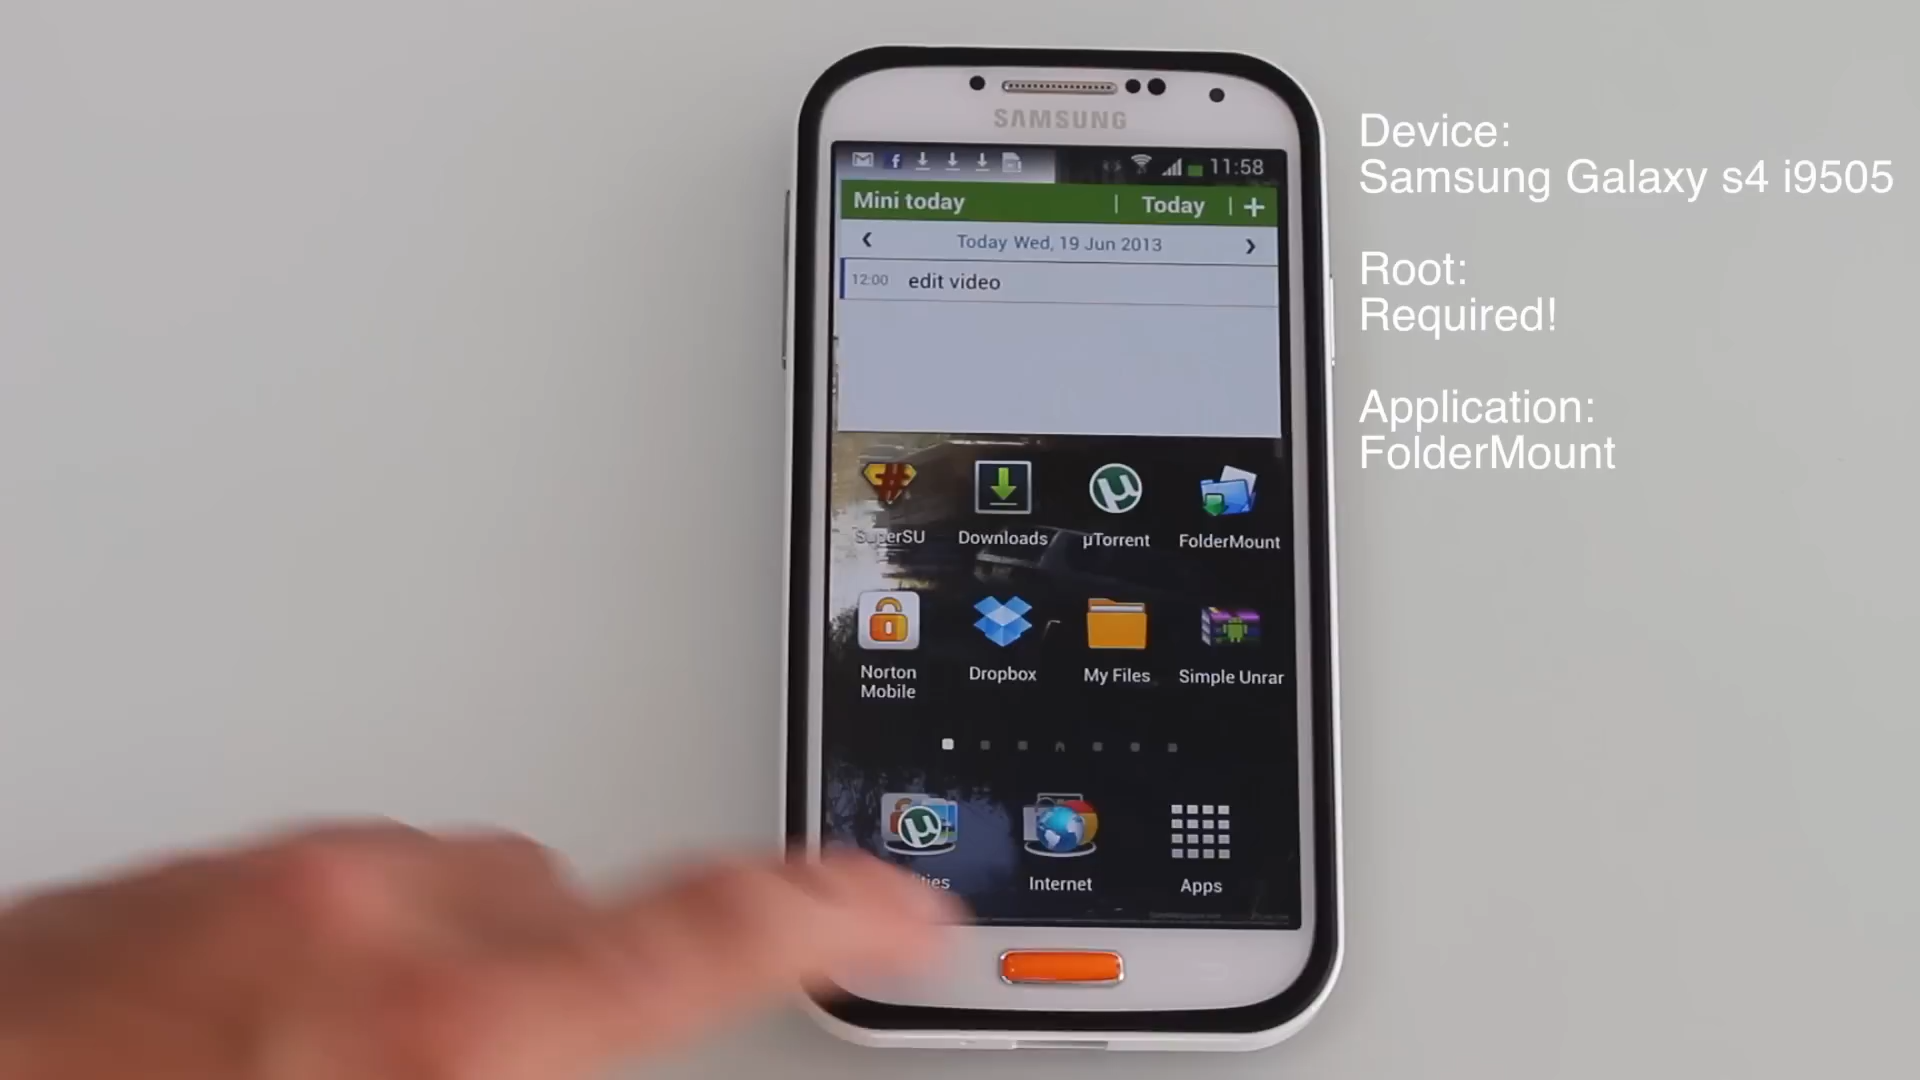 SAMSUNG
11:58
Mini today | Today | +
Today Wed, 19 Jun 2013
12:00 edit video
SuperSU Downloads µTorrent FolderMount
Norton Mobile
Dropbox My Files Simple Unrar
Internet Apps
Device:
Samsung Galaxy s4 i9505
Root:
Required!
Application:
FolderMount